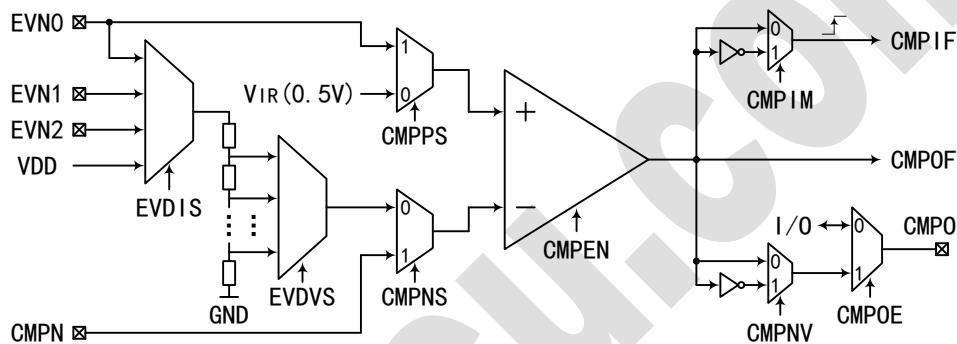 EVN0
EVN1
EVN2
VDD
EVDIS
GND
EVDVS
CMPN
VIR(0.5V)
1
0
CMPPS
0
1
CMPNS
+
−
CMPEN
0
1
CMPIM
CMPIF
CMPOF
I/O
0
1
CMPNV
0
1
CMPOE
CMPO